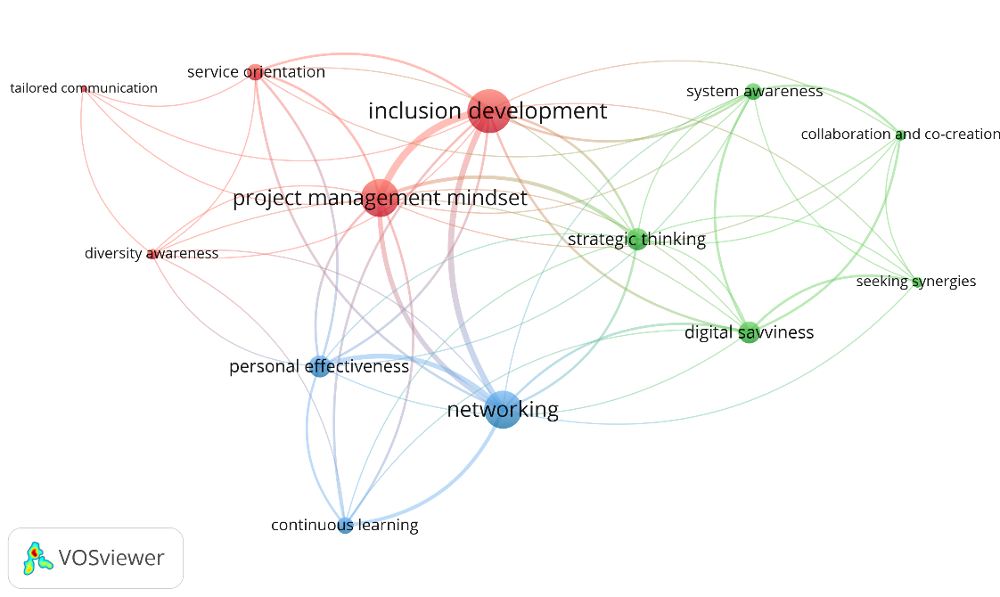 service orientation
tailored communication
inclusion development
system awareness
collaboration and co-creation
project management mindset
strategic thinking
diversity awareness
seeking synergies
digital savviness
personal effectiveness
networking
continuous learning
VOSviewer